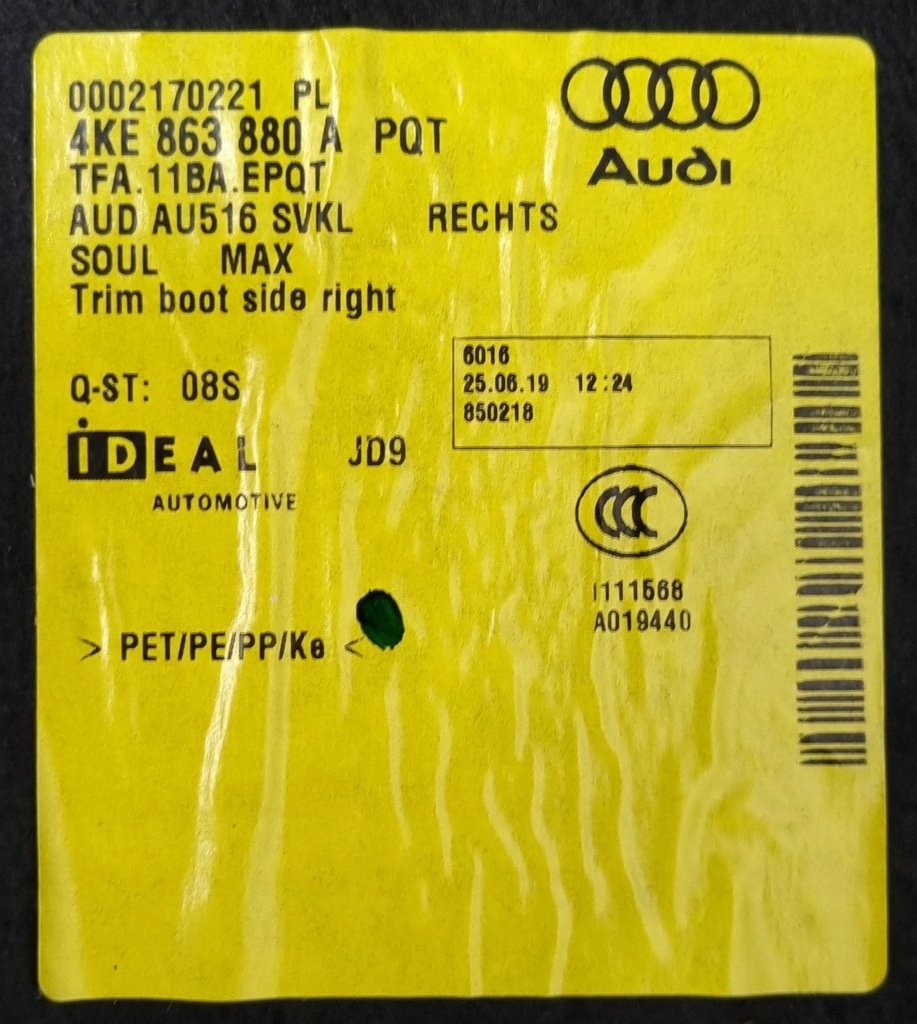 0002170221 PL
4KE 863 880 A PQT
TFA.11BA.EPQT
AUD AU516 SVKL RECHTS
SOUL MAX
Trim boot side right
Audi
Q-ST: 08S
6016
25.06.19 12:24
850218
IDEAL JD9
AUTOMOTIVE
CCC
I111568
A019440
> PET/PE/PP/Ke <